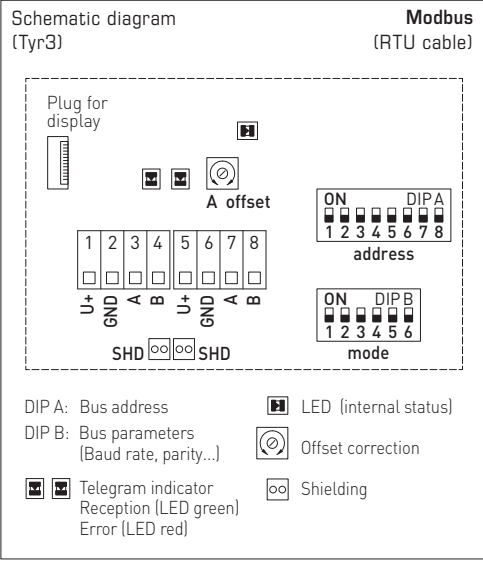 Schematic diagram
(Tyr3)
Modbus
(RTU cable)
Plug for
display
A offset
ON DIP A
1 2 3 4 5 6 7 8
address
1 2 3 4 5 6 7 8
U+ GND A B U+ GND A B
ON DIP B
1 2 3 4 5 6
mode
SHD SHD
DIP A: Bus address
DIP B: Bus parameters
(Baud rate, parity...)
Telegram indicator
Reception (LED green)
Error (LED red)
LED (internal status)
Offset correction
Shielding